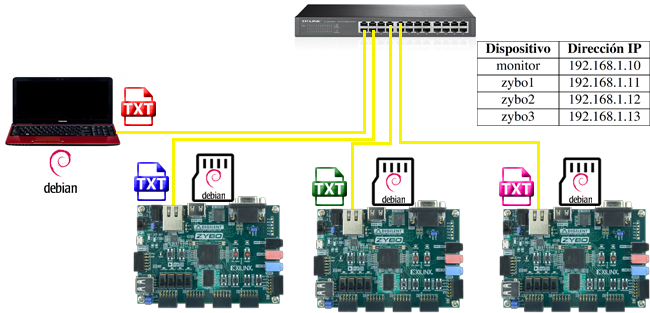 TP-LINK
Dispositivo Dirección IP
monitor 192.168.1.10
zybo1 192.168.1.11
zybo2 192.168.1.12
zybo3 192.168.1.13
TXT
debian
TXT
debian
TXT
debian
TXT
debian
ZYBO
XILINX
ZYBO
XILINX
ZYBO
XILINX